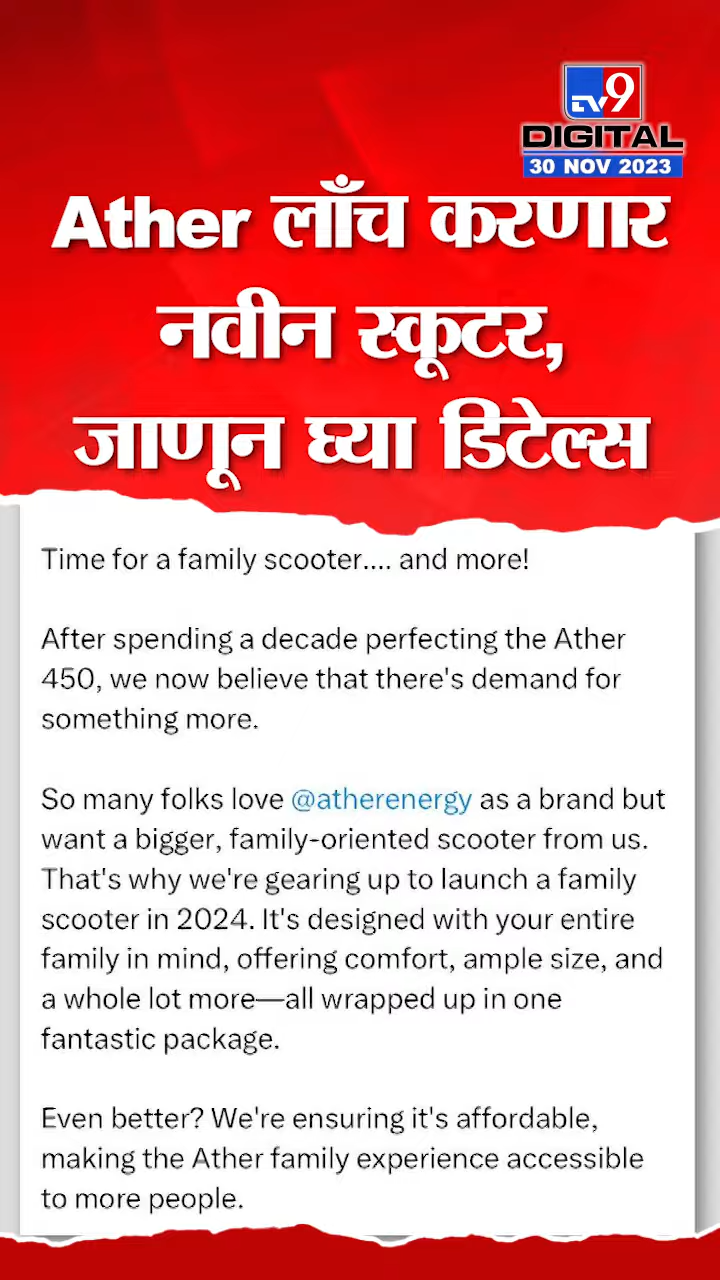 TV9
DIGITAL
30 NOV 2023
Ather लाँच करणार
नवीन स्कूटर,
जाणून घ्या डिटेल्स
Time for a family scooter.... and more!
After spending a decade perfecting the Ather
450, we now believe that there's demand for
something more.
So many folks love @atherenergy as a brand but
want a bigger, family-oriented scooter from us.
That's why we're gearing up to launch a family
scooter in 2024. It's designed with your entire
family in mind, offering comfort, ample size, and
a whole lot more—all wrapped up in one
fantastic package.
Even better? We're ensuring it's affordable,
making the Ather family experience accessible
to more people.